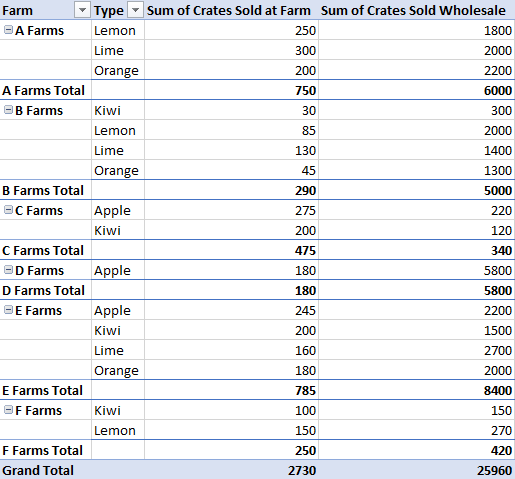 Farm Type Sum of Crates Sold at Farm Sum of Crates Sold Wholesale
A Farms Lemon 250 1800
Lime 300 2000
Orange 200 2200
A Farms Total 750 6000
B Farms Kiwi 30 300
Lemon 85 2000
Lime 130 1400
Orange 45 1300
B Farms Total 290 5000
C Farms Apple 275 220
Kiwi 200 120
C Farms Total 475 340
D Farms Apple 180 5800
D Farms Total 180 5800
E Farms Apple 245 2200
Kiwi 200 1500
Lime 160 2700
Orange 180 2000
E Farms Total 785 8400
F Farms Kiwi 100 150
Lemon 150 270
F Farms Total 250 420
Grand Total 2730 25960